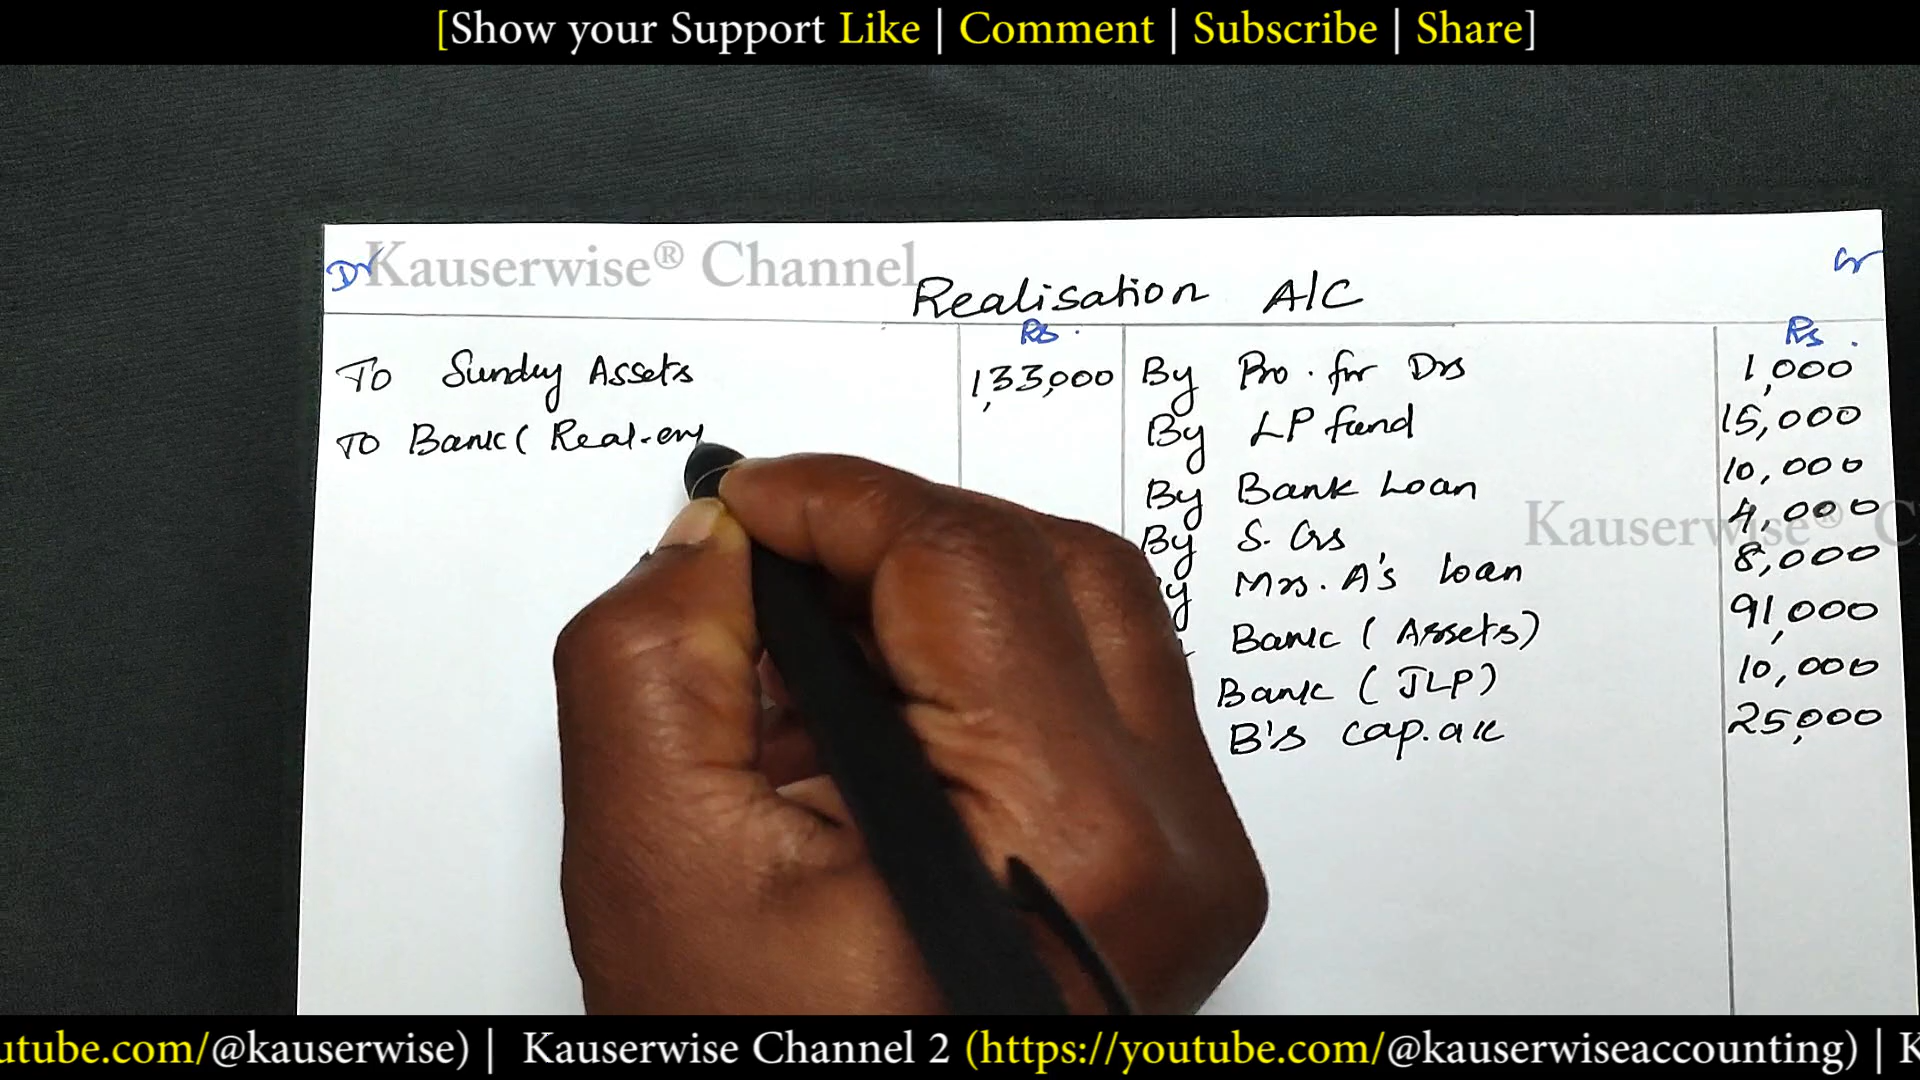 [Show your Support Like | Comment | Subscribe | Share]
Kauserwise® Channel
Dr
Cr
Realisation A/C
Rs.
Rs.
To Sundry Assets 1,33,000
To Bank ( Real.exp
By Pro. for Drs 1,000
By LP fund 15,000
By Bank Loan 10,000
By S. Crs 4,000
Mrs. A's loan 8,000
Bank ( Assets) 91,000
Bank ( JLP) 10,000
B's cap. a/c 25,000
Kauserwise® C
utube.com/@kauserwise) | Kauserwise Channel 2 (https://youtube.com/@kauserwiseaccounting) | K